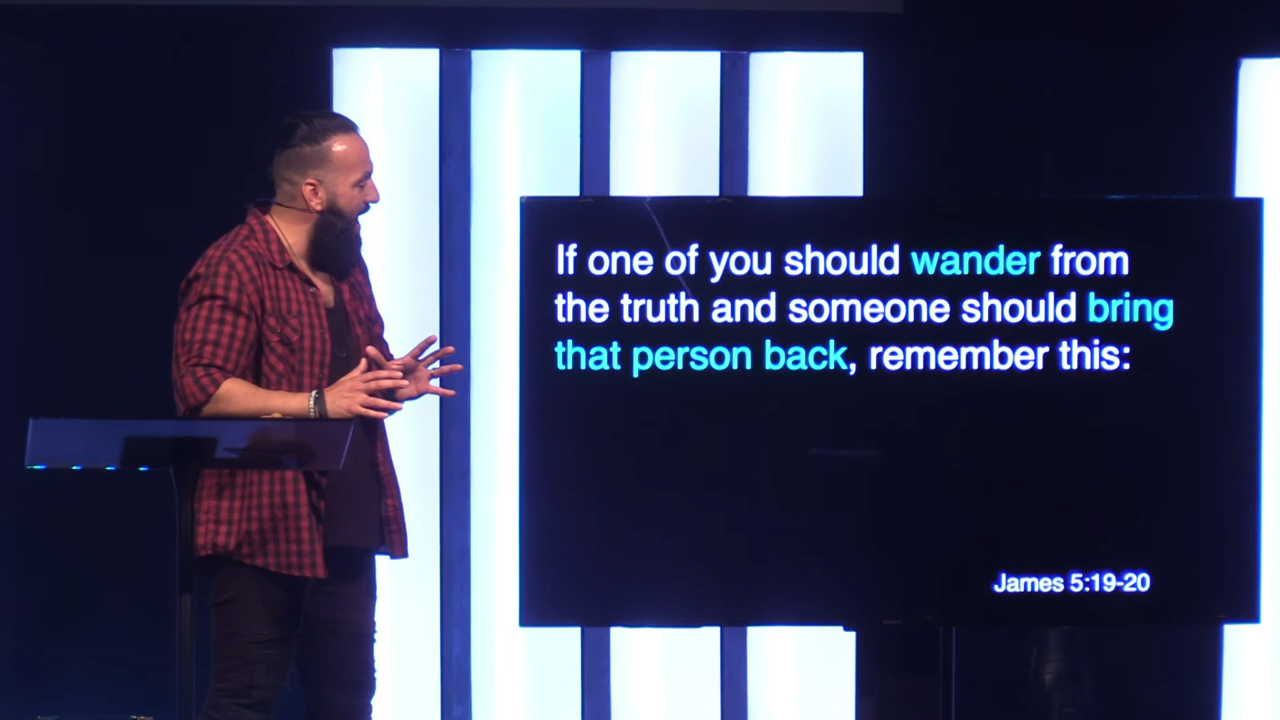 If one of you should wander from
the truth and someone should bring
that person back, remember this:
James 5:19-20